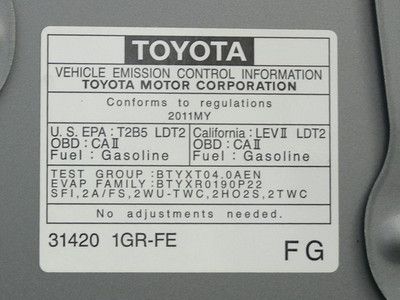 TOYOTA
VEHICLE EMISSION CONTROL INFORMATION
TOYOTA MOTOR CORPORATION
Conforms to regulations
2011MY
U.S. EPA : T2B5 LDT2
OBD : CAⅡ
Fuel : Gasoline
California : LEVⅡ LDT2
OBD : CAⅡ
Fuel : Gasoline
TEST GROUP : BTYXT04.0AEN
EVAP FAMILY : BTYXR0190P22
SFI, 2A/FS, 2WU-TWC, 2HO2S, 2TWC
No adjustments needed.
31420 1GR-FE
FG